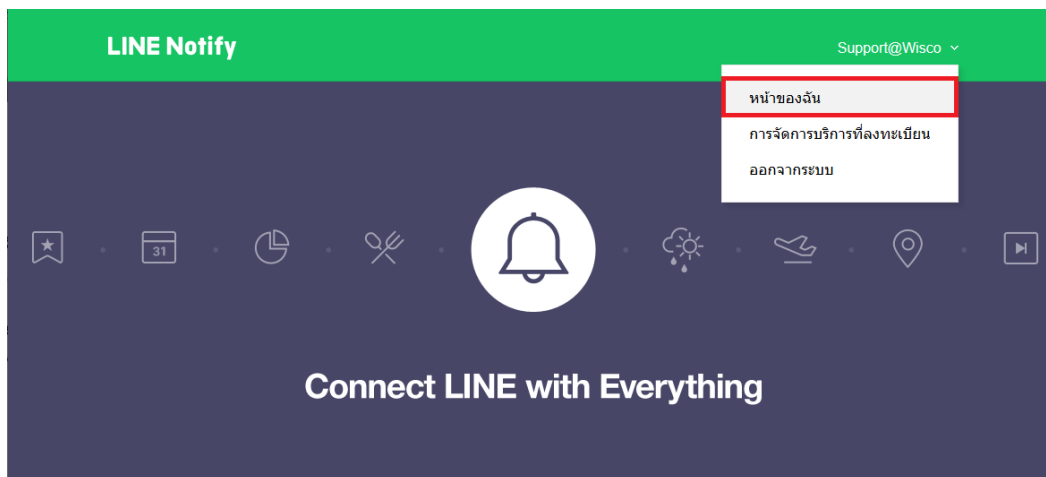 LINE Notify
Support@Wisco
หน้าของฉัน
การจัดการบริการที่ลงทะเบียน
ออกจากระบบ
31
Connect LINE with Everything